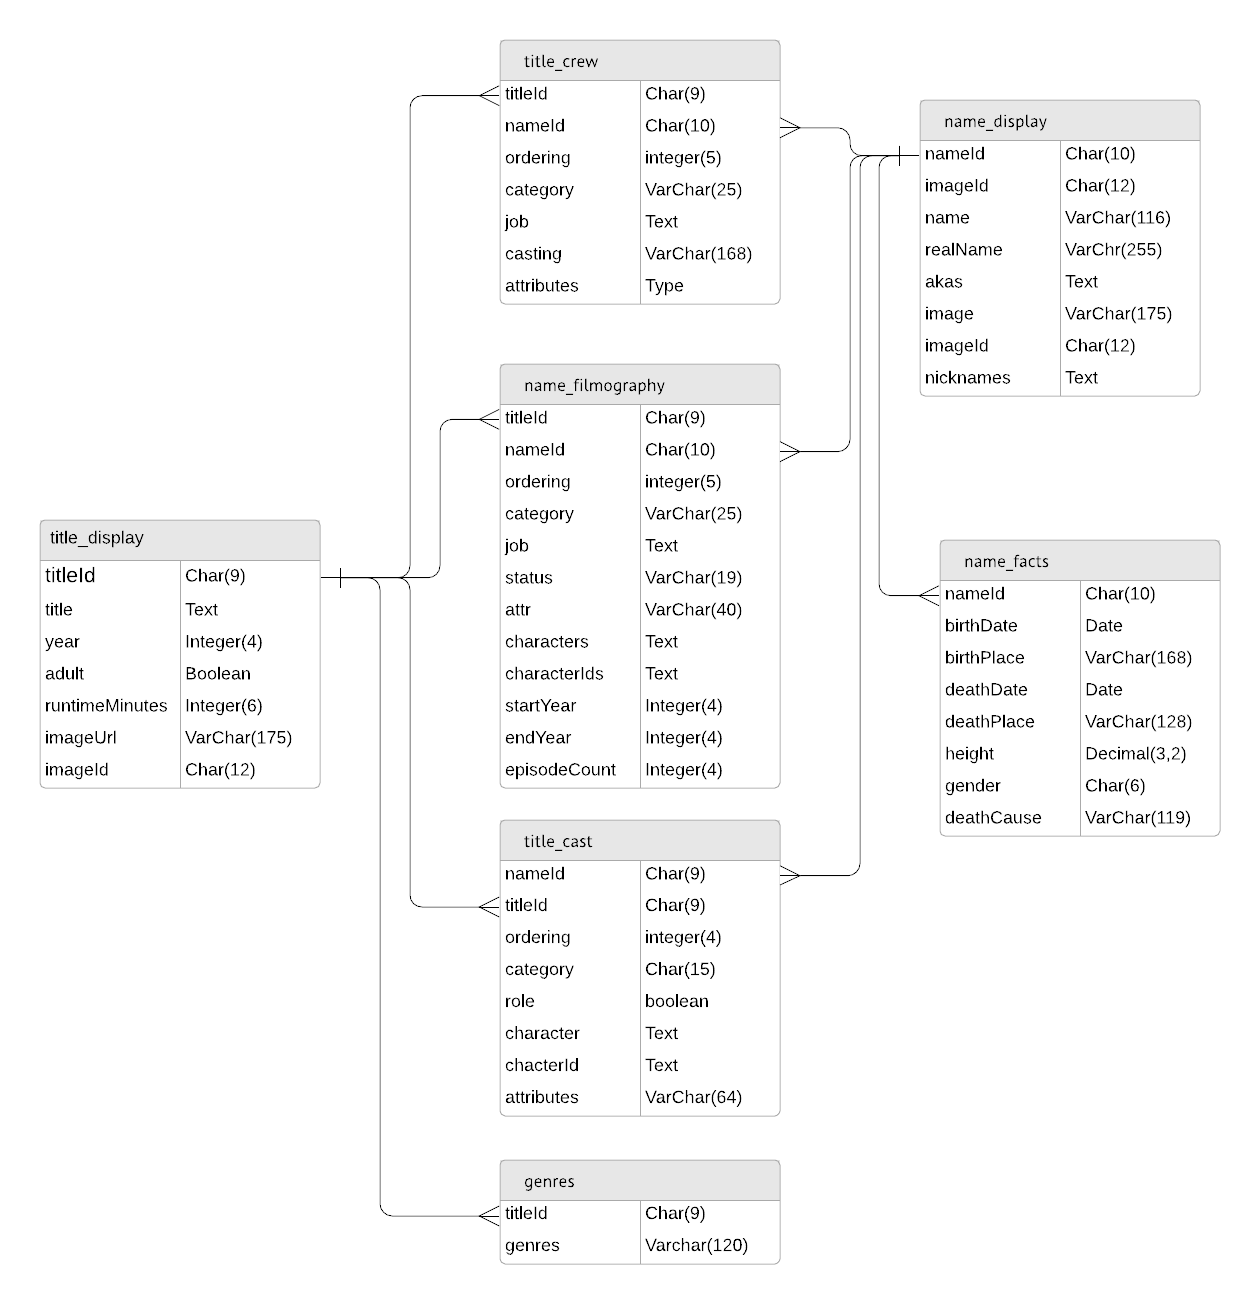 title_crew
titleId Char(9)
nameId Char(10)
ordering integer(5)
category VarChar(25)
job Text
casting VarChar(168)
attributes Type
name_display
nameId Char(10)
imageId Char(12)
name VarChar(116)
realName VarChr(255)
akas Text
image VarChar(175)
imageId Char(12)
nicknames Text
name_filmography
titleId Char(9)
nameId Char(10)
ordering integer(5)
category VarChar(25)
job Text
status VarChar(19)
attr VarChar(40)
characters Text
characterIds Text
startYear Integer(4)
endYear Integer(4)
episodeCount Integer(4)
title_display
titleId Char(9)
title Text
year Integer(4)
adult Boolean
runtimeMinutes Integer(6)
imageUrl VarChar(175)
imageId Char(12)
name_facts
nameId Char(10)
birthDate Date
birthPlace VarChar(168)
deathDate Date
deathPlace VarChar(128)
height Decimal(3,2)
gender Char(6)
deathCause VarChar(119)
title_cast
nameId Char(9)
titleId Char(9)
ordering integer(4)
category Char(15)
role boolean
character Text
chacterId Text
attributes VarChar(64)
genres
titleId Char(9)
genres Varchar(120)